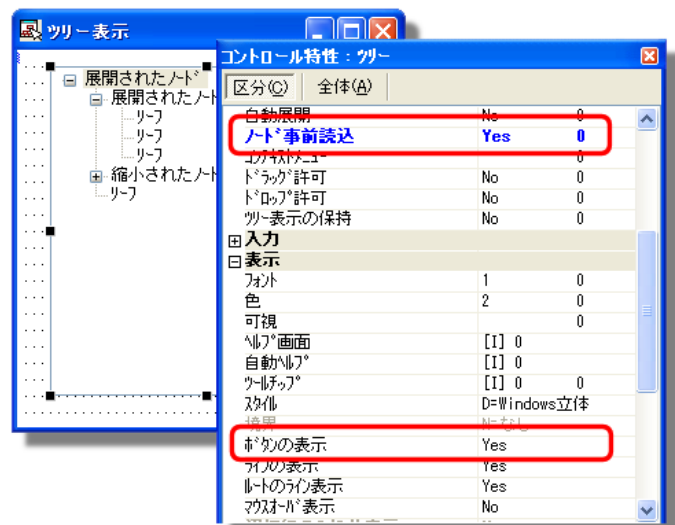 ツリー表示
展開されたノード
展開されたノート
リーフ
リーフ
リーフ
縮小されたノート
リーフ
コントロール特性:ツリー
区分(C) 全体(A)
自動展開 No 0
ノード事前読込 Yes 0
コンテキストメニュー 0
ドラッグ許可 No 0
ドロップ許可 No 0
ツリー表示の保持 No 0
入力
表示
フォント 1 0
色 2 0
可視 0
ヘルプ画面 [I] 0
自動ヘルプ [I] 0
ツールチップ [I] 0 0
スタイル D=Windows立体
境界 N=なし
ボタンの表示 Yes
ラインの表示 Yes
ルートのライン表示 Yes
マウスオーバ表示 No